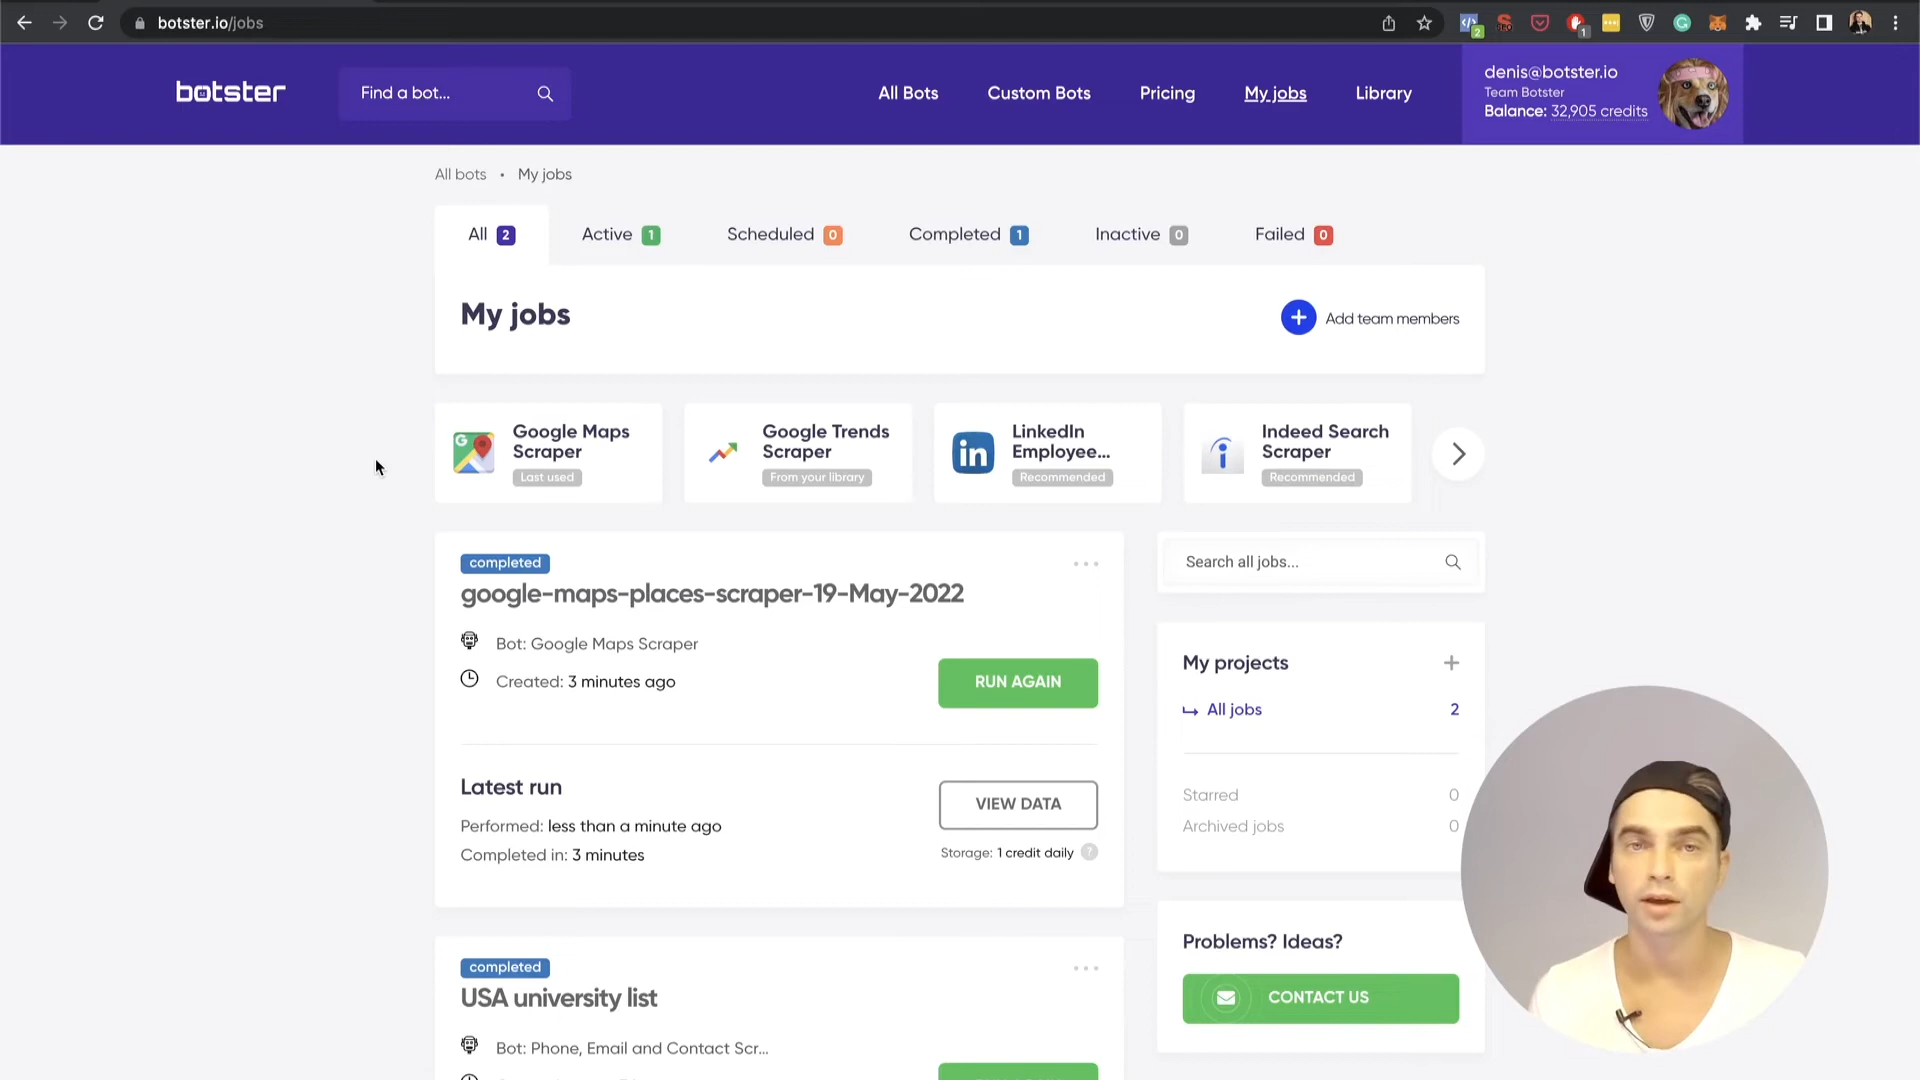 botster.io/jobs
2
1
botster
Find a bot...
All Bots
Custom Bots
Pricing
My jobs
Library
denis@botster.io
Team Botster
Balance: 32,905 credits
All bots • My jobs
All 2
Active 1
Scheduled 0
Completed 1
Inactive 0
Failed 0
My jobs
Add team members
Google Maps
Scraper
Last used
Google Trends
Scraper
From your library
LinkedIn
Employee...
Recommended
Indeed Search
Scraper
Recommended
completed
google-maps-places-scraper-19-May-2022
Bot: Google Maps Scraper
Created: 3 minutes ago
RUN AGAIN
Latest run
Performed: less than a minute ago
Completed in: 3 minutes
VIEW DATA
Storage: 1 credit daily ?
completed
USA university list
Bot: Phone, Email and Contact Scr...
Search all jobs...
My projects
All jobs 2
Starred 0
Archived jobs 0
Problems? Ideas?
CONTACT US